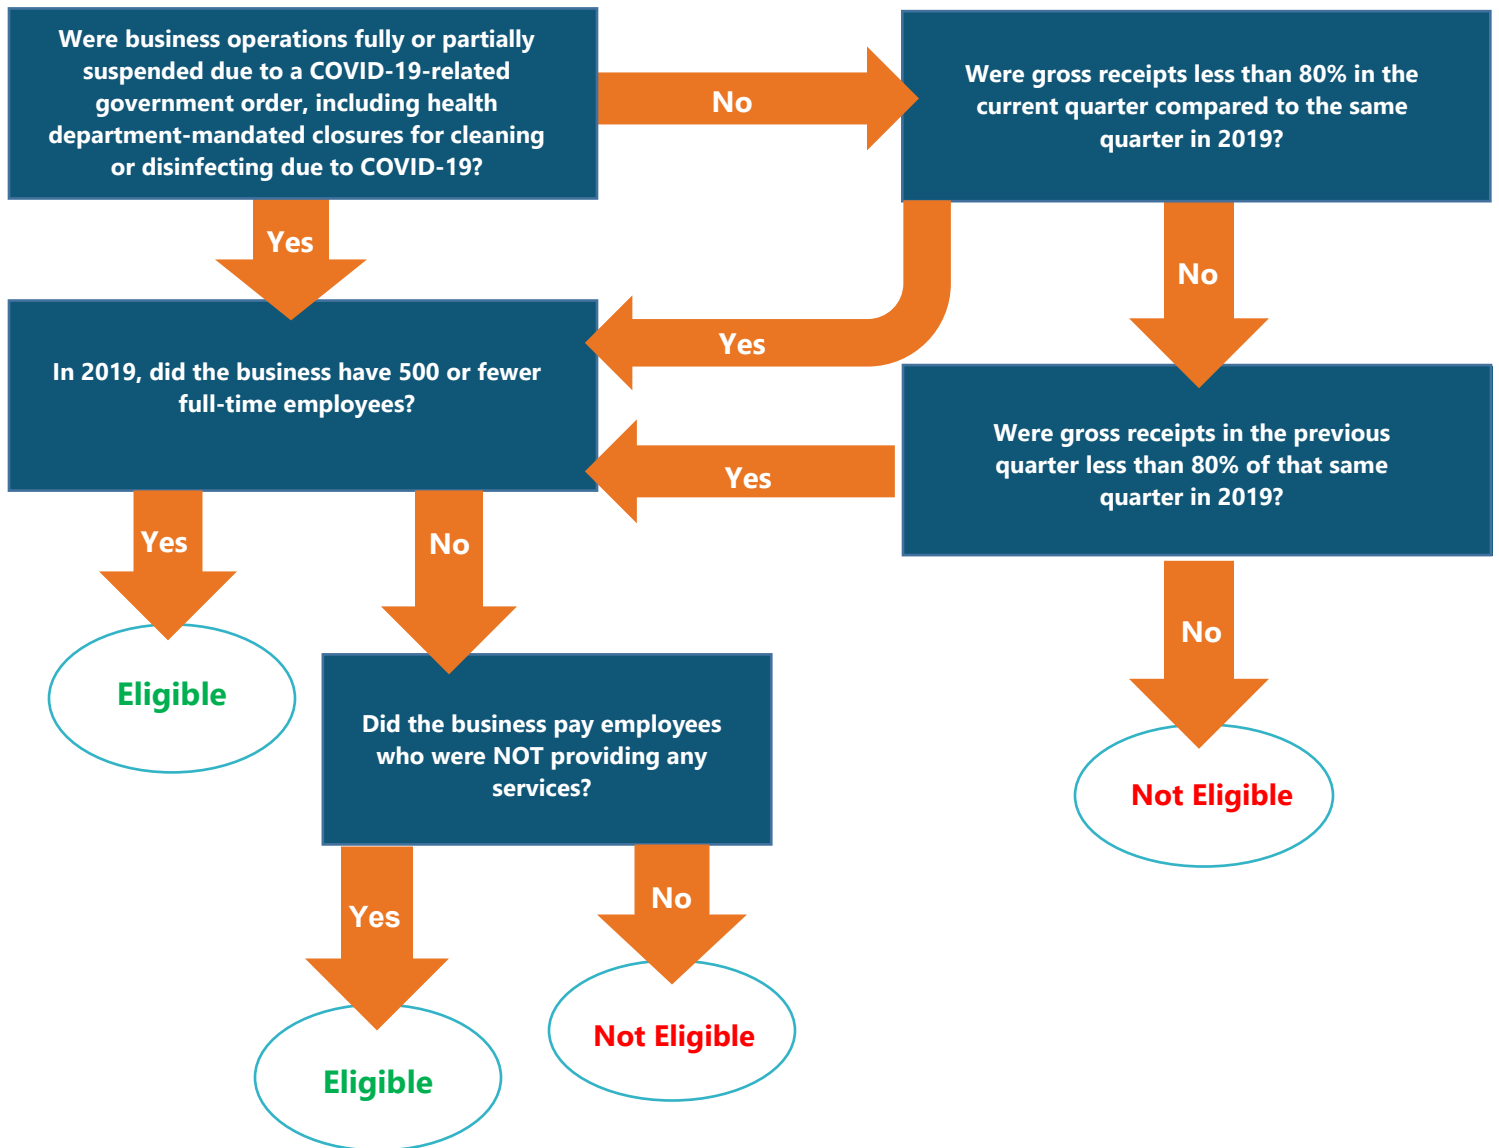 Were business operations fully or partially
suspended due to a COVID-19-related
government order, including health
department-mandated closures for cleaning
or disinfecting due to COVID-19?
No
Were gross receipts less than 80% in the
current quarter compared to the same
quarter in 2019?
Yes
No
In 2019, did the business have 500 or fewer
full-time employees?
Yes
Yes
Were gross receipts in the previous
quarter less than 80% of that same
quarter in 2019?
Yes
No
No
Eligible
Did the business pay employees
who were NOT providing any
services?
Not Eligible
Yes
No
Eligible
Not Eligible